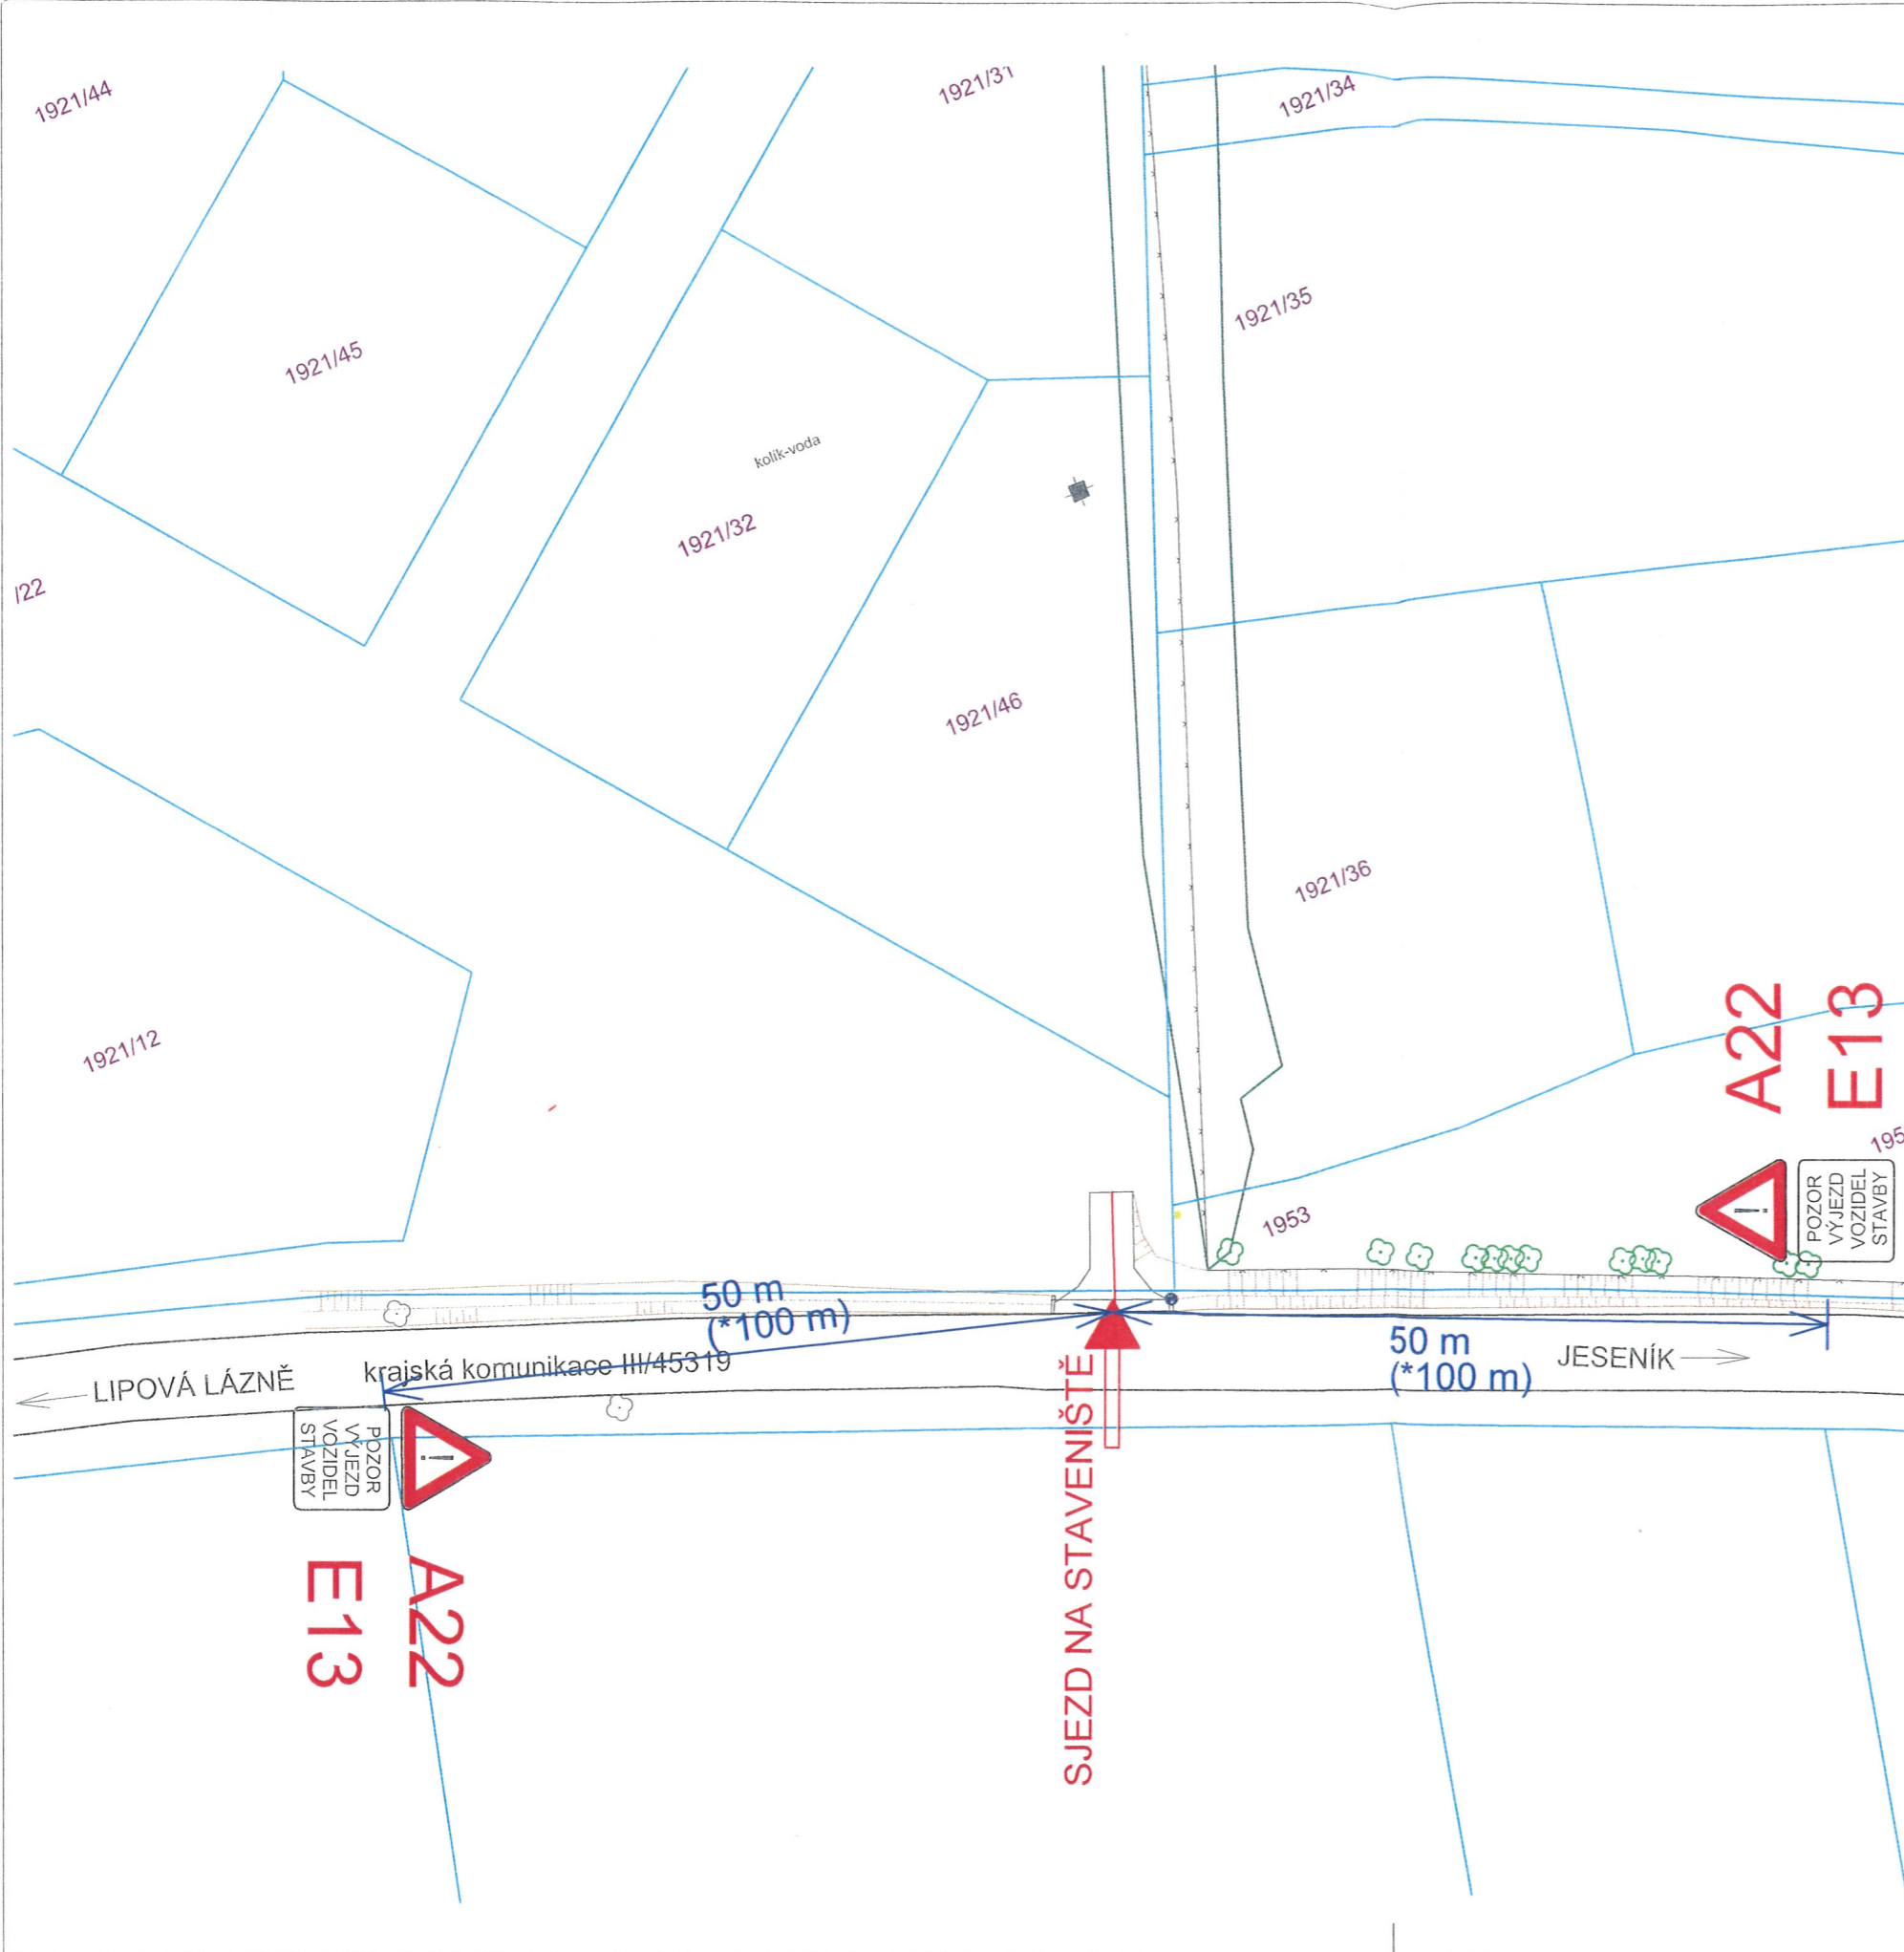 1921/44
1921/31
1921/34
1921/35
1921/45
kolík-voda
1921/32
/22
1921/46
1921/36
1921/12
A22
E13
195
POZOR
VÝJEZD
VOZIDEL
STAVBY
1953
50 m
(*100 m)
50 m
(*100 m)
JESENÍK
krajská komunikace III/45319
LIPOVÁ LÁZNĚ
SJEZD NA STAVENIŠTĚ
POZOR
VÝJEZD
VOZIDEL
STAVBY
A22
E13